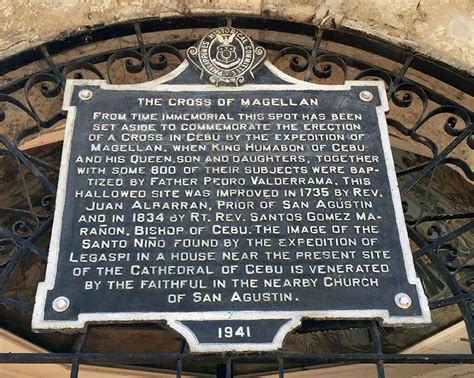 PHILIPPINES HISTORICAL COMMITTEE
THE CROSS OF MAGELLAN
FROM TIME IMMEMORIAL THIS SPOT HAS BEEN
SET ASIDE TO COMMEMORATE THE ERECTION
OF A CROSS IN CEBU BY THE EXPEDITION OF
MAGELLAN. WHEN KING HUMABON OF CEBU
AND HIS QUEEN, SON AND DAUGHTERS, TOGETHER
WITH SOME 800 OF THEIR SUBJECTS WERE BAP-
TIZED BY FATHER PEDRO VALDERRAMA. THIS
HALLOWED SITE WAS IMPROVED IN 1735 BY REV.
JUAN ALBARRAN, PRIOR OF SAN AGUSTIN
AND IN 1834 BY RT. REV. SANTOS GOMEZ MA-
RAÑON, BISHOP OF CEBU. THE IMAGE OF THE
SANTO NIÑO FOUND BY THE EXPEDITION OF
LEGASPI IN A HOUSE NEAR THE PRESENT SITE
OF THE CATHEDRAL OF CEBU IS VENERATED
BY THE FAITHFUL IN THE NEARBY CHURCH
OF SAN AGUSTIN.
1941